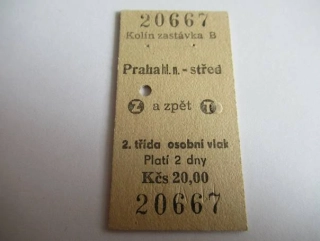 20667
Kolín zastávka B
Praha hl. n. - střed
Z a zpět T
2. třída osobní vlak
Platí 2 dny
Kčs 20,00
20667